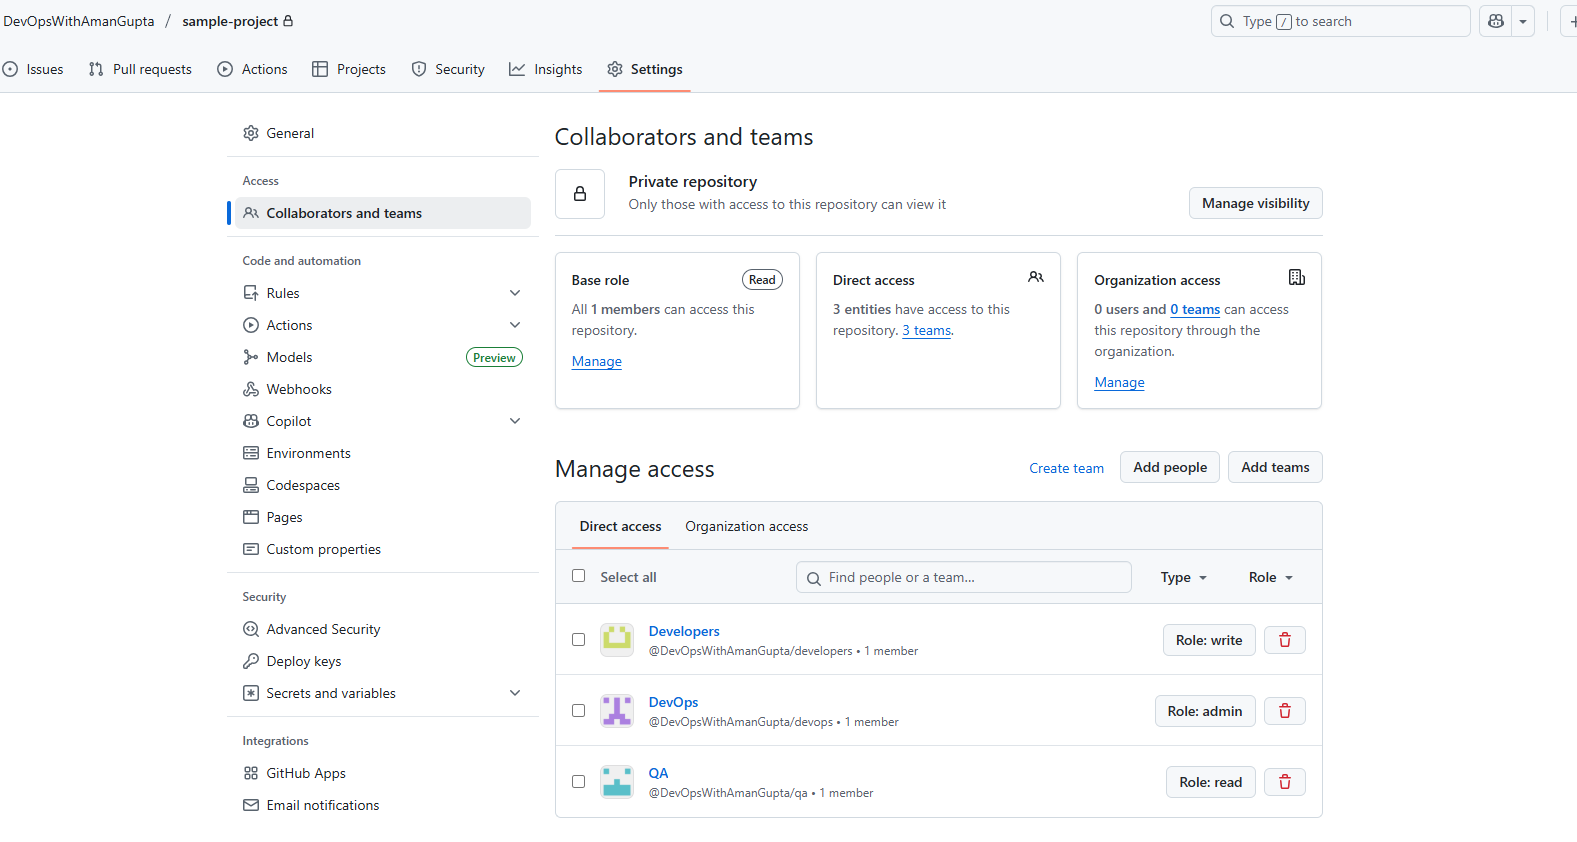 DevOpsWithAmanGupta / sample-project
Type / to search
Issues
Pull requests
Actions
Projects
Security
Insights
Settings
General
Access
Collaborators and teams
Code and automation
Rules
Actions
Models
Preview
Webhooks
Copilot
Environments
Codespaces
Pages
Custom properties
Security
Advanced Security
Deploy keys
Secrets and variables
Integrations
GitHub Apps
Email notifications
Collaborators and teams
Private repository
Only those with access to this repository can view it
Manage visibility
Base role
Read
All 1 members can access this
repository.
Manage
Direct access
3 entities have access to this
repository. 3 teams.
Organization access
0 users and 0 teams can access
this repository through the
organization.
Manage
Manage access
Create team
Add people
Add teams
Direct access
Organization access
Select all
Find people or a team...
Type
Role
Developers
@DevOpsWithAmanGupta/developers • 1 member
Role: write
DevOps
@DevOpsWithAmanGupta/devops • 1 member
Role: admin
QA
@DevOpsWithAmanGupta/qa • 1 member
Role: read